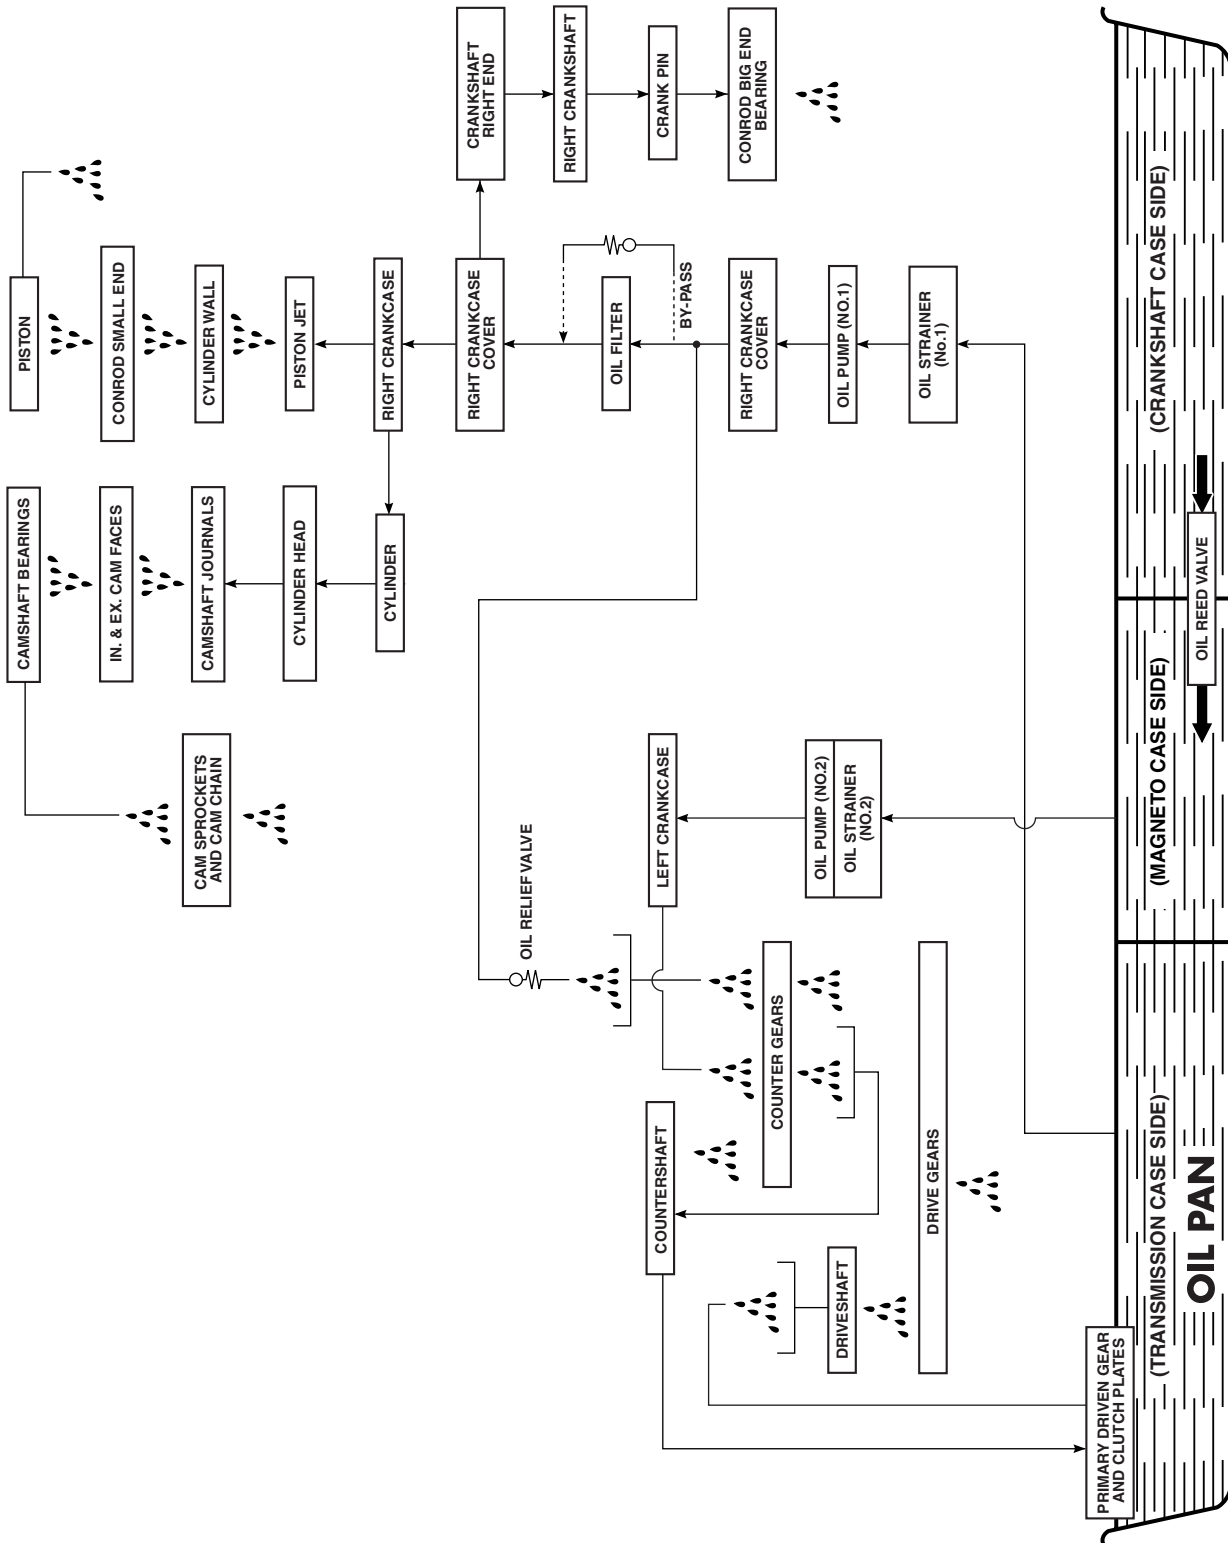 PISTON
CONROD SMALL END
CYLINDER WALL
PISTON JET
RIGHT CRANKCASE
RIGHT CRANKCASE
COVER
OIL FILTER
BY-PASS
RIGHT CRANKCASE
COVER
OIL PUMP (NO.1)
OIL STRAINER
(No.1)
CRANKSHAFT
RIGHT END
RIGHT CRANKSHAFT
CRANK PIN
CONROD BIG END
BEARING
CAMSHAFT BEARINGS
IN. & EX. CAM FACES
CAMSHAFT JOURNALS
CYLINDER HEAD
CYLINDER
CAM SPROCKETS
AND CAM CHAIN
OIL RELIEF VALVE
LEFT CRANKCASE
OIL PUMP (NO.2)
OIL STRAINER
(NO.2)
COUNTERSHAFT
COUNTER GEARS
DRIVESHAFT
DRIVE GEARS
PRIMARY DRIVEN GEAR
AND CLUTCH PLATES
(TRANSMISSION CASE SIDE)
(MAGNETO CASE SIDE)
(CRANKSHAFT CASE SIDE)
OIL PAN
OIL REED VALVE